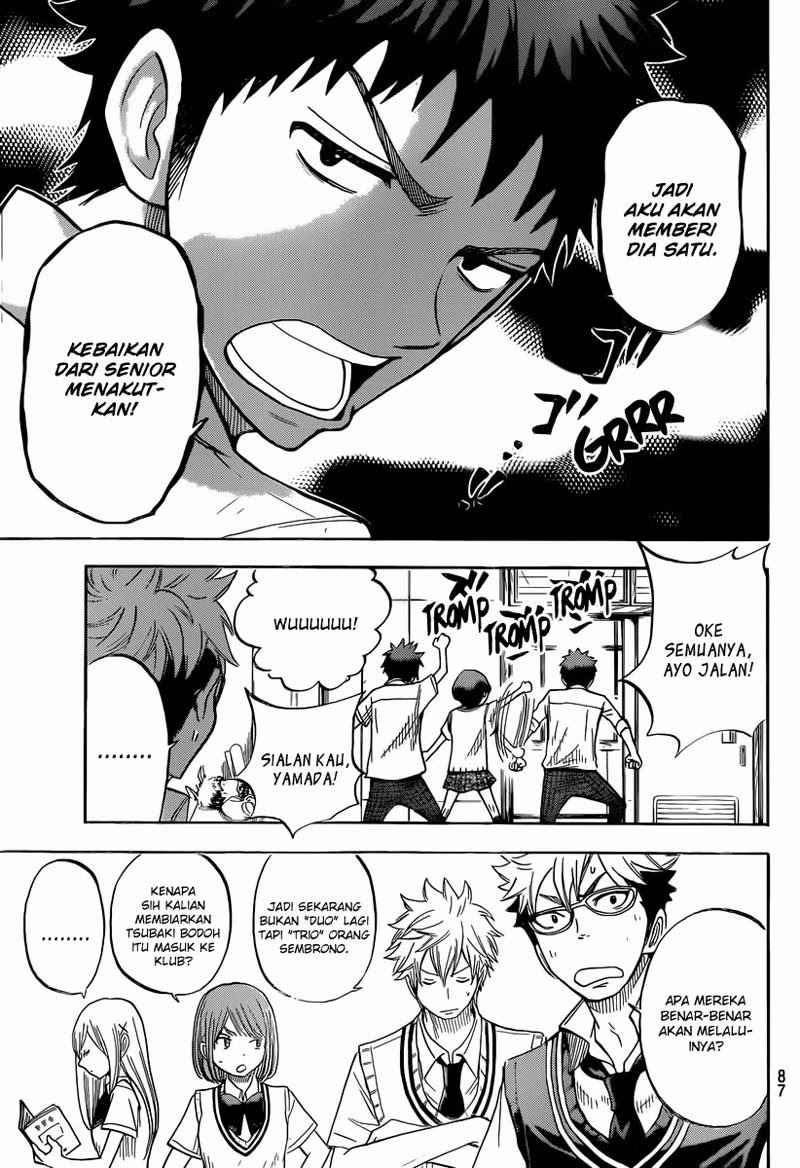 JADI
AKU AKAN
MEMBERI
DIA SATU.
KEBAIKAN
DARI SENIOR
MENAKUT-
KAN!
ゴ
ゴ
GRRR
OKE
SEMUANYA,
AYO JALAN!
TROMP
TROMP
TROMP
WUUUUUU!
SIALAN KAU,
YAMADA!
........
APA MEREKA
BENAR-BENAR
AKAN MELALU-
INYA?
JADI SEKARANG
BUKAN "DUO" LAGI
TAPI "TRIO" ORANG
SEMBRONO.
KENAPA
SIH KALIAN
MEMBIARKAN
TSUBAKI BODOH
ITU MASUK KE
KLUB?
........
87